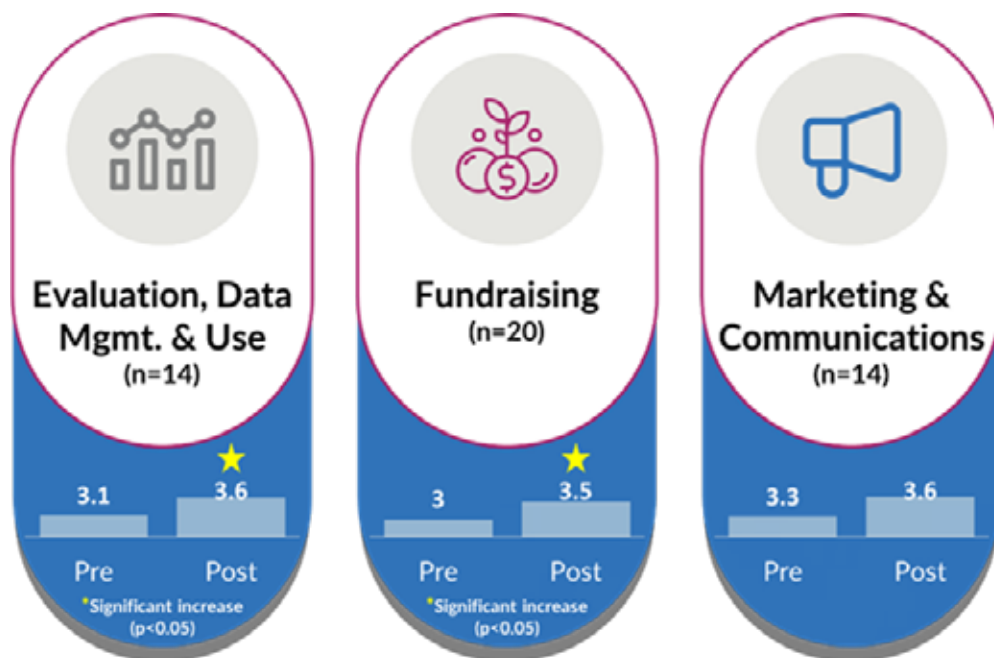 Evaluation, Data
Mgmt. & Use
(n=14)
3.1
3.6
Pre
Post
*Significant increase
(p<0.05)
Fundraising
(n=20)
$
3
3.5
Pre
Post
*Significant increase
(p<0.05)
Marketing &
Communications
(n=14)
3.3
3.6
Pre
Post